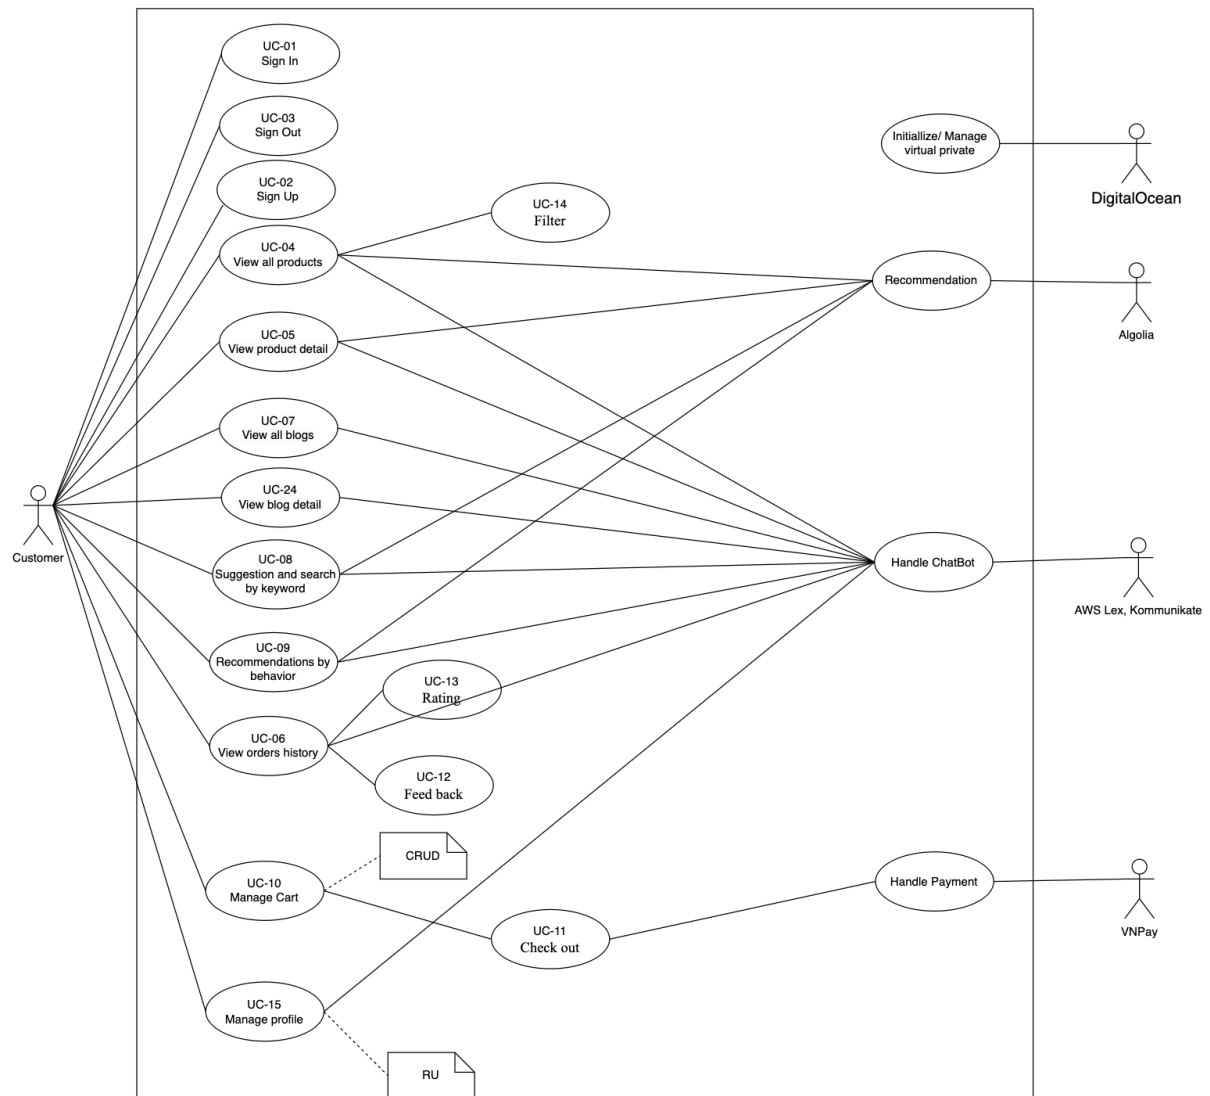 UC-01
Sign In
UC-03
Sign Out
Initiallize/ Manage
virtual private
DigitalOcean
UC-02
Sign Up
UC-14
Filter
UC-04
View all products
Recommendation
Algolia
UC-05
View product detail
UC-07
View all blogs
UC-24
View blog detail
Customer
UC-08
Suggestion and search
by keyword
Handle ChatBot
AWS Lex, Kommunikate
UC-09
Recommendations by
behavior
UC-13
Rating
UC-06
View orders history
UC-12
Feed back
CRUD
UC-10
Manage Cart
Handle Payment
VNPay
UC-11
Check out
UC-15
Manage profile
RU